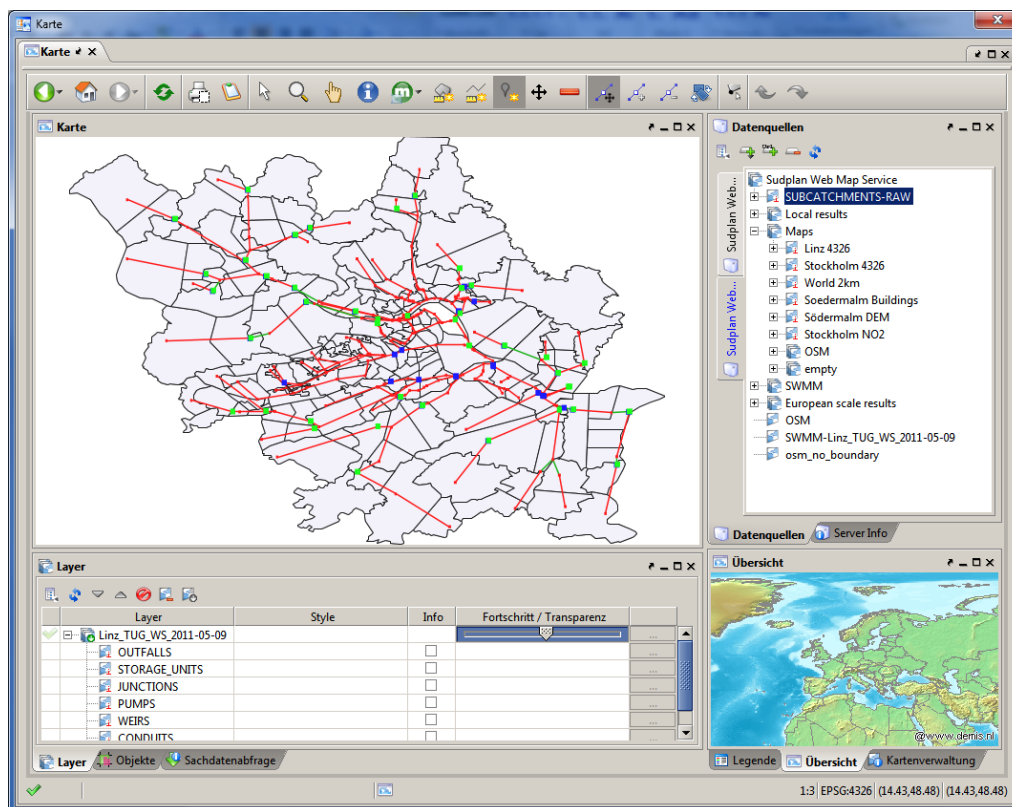 Karte
Karte
Karte
Datenquellen
Sudplan Web...
Sudplan Web...
Sudplan Web Map Service
SUBCATCHMENTS-RAW
Local results
Maps
Linz 4326
Stockholm 4326
World 2km
Soedermalm Buildings
Södermalm DEM
Stockholm NO2
OSM
empty
SWMM
European scale results
OSM
SWMM-Linz_TUG_WS_2011-05-09
osm_no_boundary
Datenquellen
Server Info
Layer
Layer Style Info Fortschritt / Transparenz
Linz_TUG_WS_2011-05-09 ...
OUTFALLS ...
STORAGE_UNITS ...
JUNCTIONS ...
PUMPS ...
WEIRS ...
CONDUITS
Layer
Objekte
Sachdatenabfrage
Übersicht
@www.demis.nl
Legende
Übersicht
Kartenverwaltung
1:3 EPSG:4326 (14.43,48.48) (14.43,48.48)